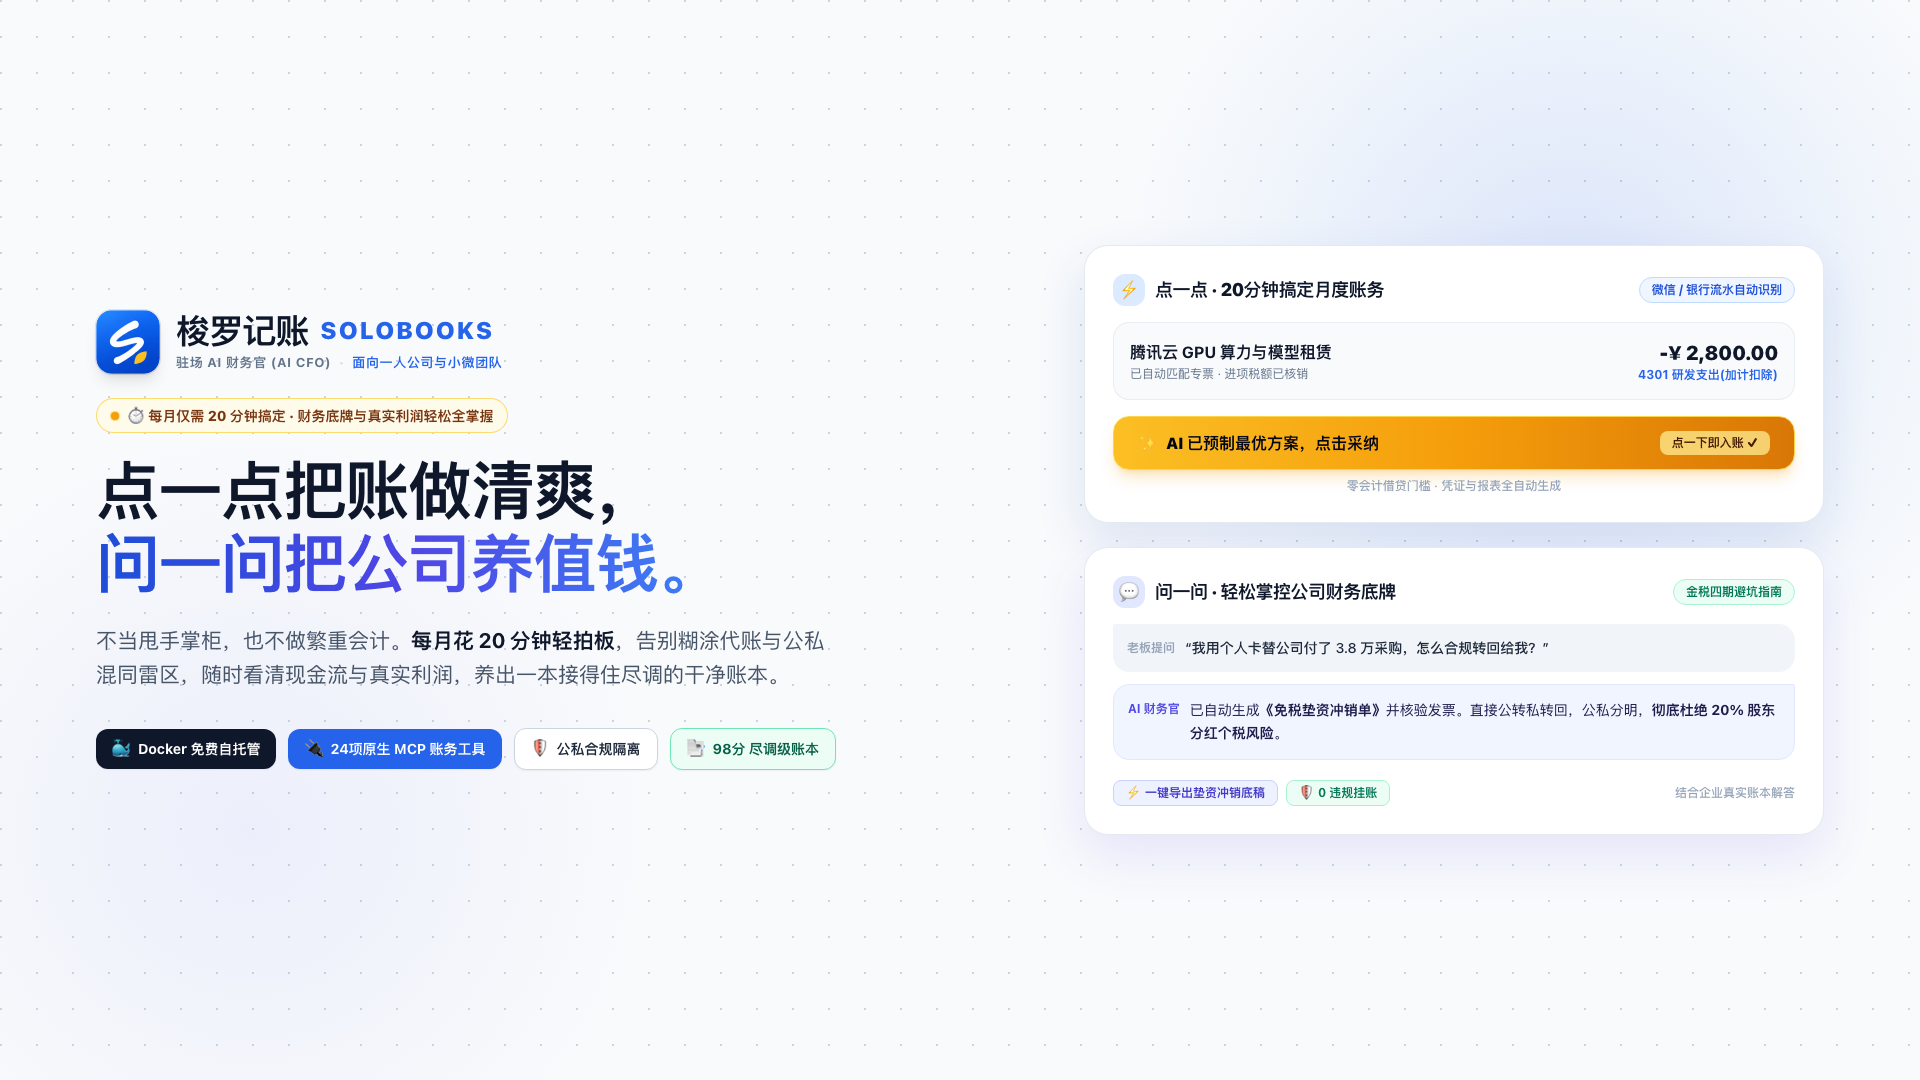 梭罗记账 SOLOBOOKS
驻场 AI 财务官 (AI CFO) · 面向一人公司与小微团队
每月仅需 20 分钟搞定 · 财务底牌与真实利润轻松全掌握
点一点把账做清爽，
问一问把公司养值钱。
不当甩手掌柜，也不做繁重会计。每月花 20 分钟轻拍板，告别糊涂代账与公私
混同雷区，随时看清现金流与真实利润，养出一本接得住尽调的干净账本。
Docker 免费自托管
24项原生 MCP 账务工具
公私合规隔离
98分 尽调级账本
点一点 · 20分钟搞定月度账务
微信 / 银行流水自动识别
腾讯云 GPU 算力与模型租赁
-¥ 2,800.00
已自动匹配专票 · 进项税额已核销
4301 研发支出(加计扣除)
AI 已预制最优方案，点击采纳
点一下即入账 ✓
零会计借贷门槛 · 凭证与报表全自动生成
问一问 · 轻松掌控公司财务底牌
金税四期避坑指南
老板提问 “我用个人卡替公司付了 3.8 万采购，怎么合规转回给我？”
AI 财务官 已自动生成《免税垫资冲销单》并核验发票。直接公转私转回，公私分明，彻底杜绝 20% 股东
分红个税风险。
一键导出垫资冲销底稿
0 违规挂账
结合企业真实账本解答